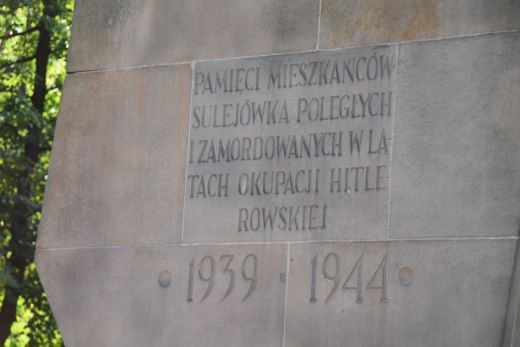 PAMIĘCI MIESZKAŃCÓW
SULEJÓWKA POLEGŁYCH
I ZAMORDOWANYCH W LA-
TACH OKUPACJI HITLE-
ROWSKIEJ
1939 - 1944